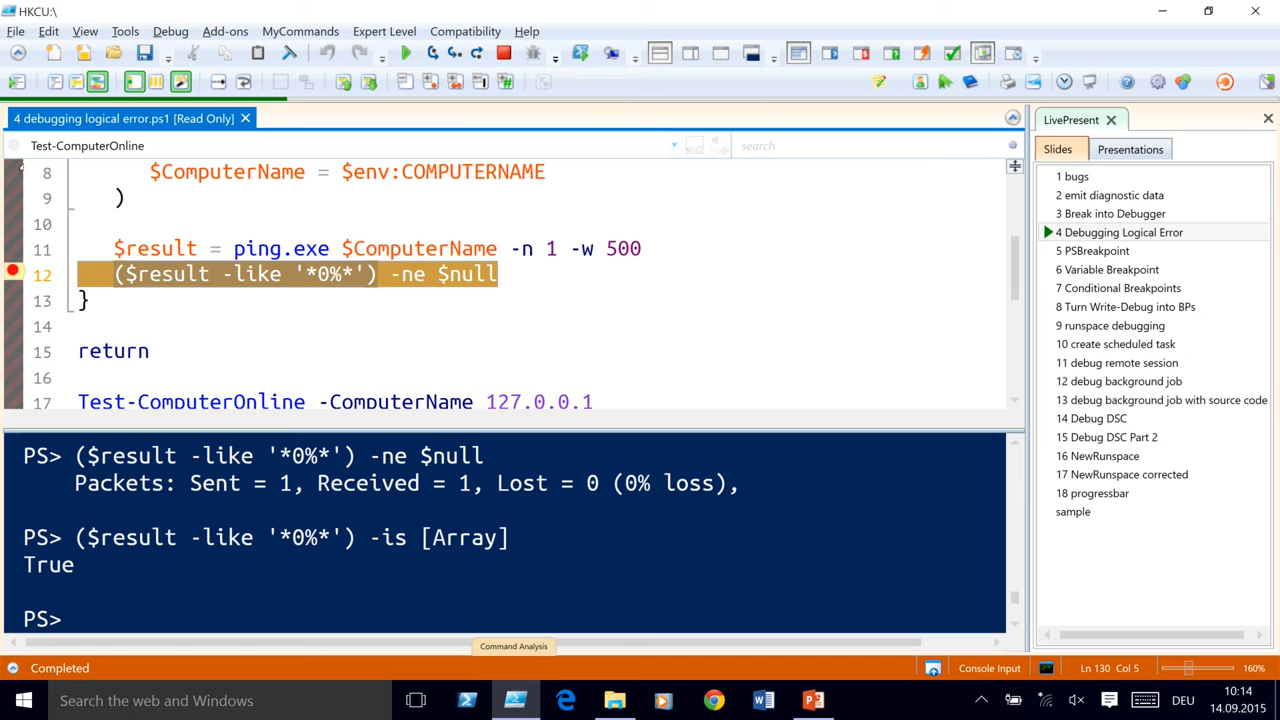 HKCU:\
File Edit View Tools Debug Add-ons MyCommands Expert Level Compatibility Help
4 debugging logical error.ps1 [Read Only]
Test-ComputerOnline
search
8 $ComputerName = $env:COMPUTERNAME
9 )
10
11 $result = ping.exe $ComputerName -n 1 -w 500
12 ($result -like '*0%*') -ne $null
13 }
14
15 return
16
17 Test-ComputerOnline -ComputerName 127.0.0.1
PS> ($result -like '*0%*') -ne $null
Packets: Sent = 1, Received = 1, Lost = 0 (0% loss),
PS> ($result -like '*0%*') -is [Array]
True
PS>
Command Analysis
LivePresent
Slides Presentations
1 bugs
2 emit diagnostic data
3 Break into Debugger
4 Debugging Logical Error
5 PSBreakpoint
6 Variable Breakpoint
7 Conditional Breakpoints
8 Turn Write-Debug into BPs
9 runspace debugging
10 create scheduled task
11 debug remote session
12 debug background job
13 debug background job with source code
14 Debug DSC
15 Debug DSC Part 2
16 NewRunspace
17 NewRunspace corrected
18 progressbar
sample
Completed Console Input Ln 130 Col 5 160%
Search the web and Windows
DEU
10:14
14.09.2015